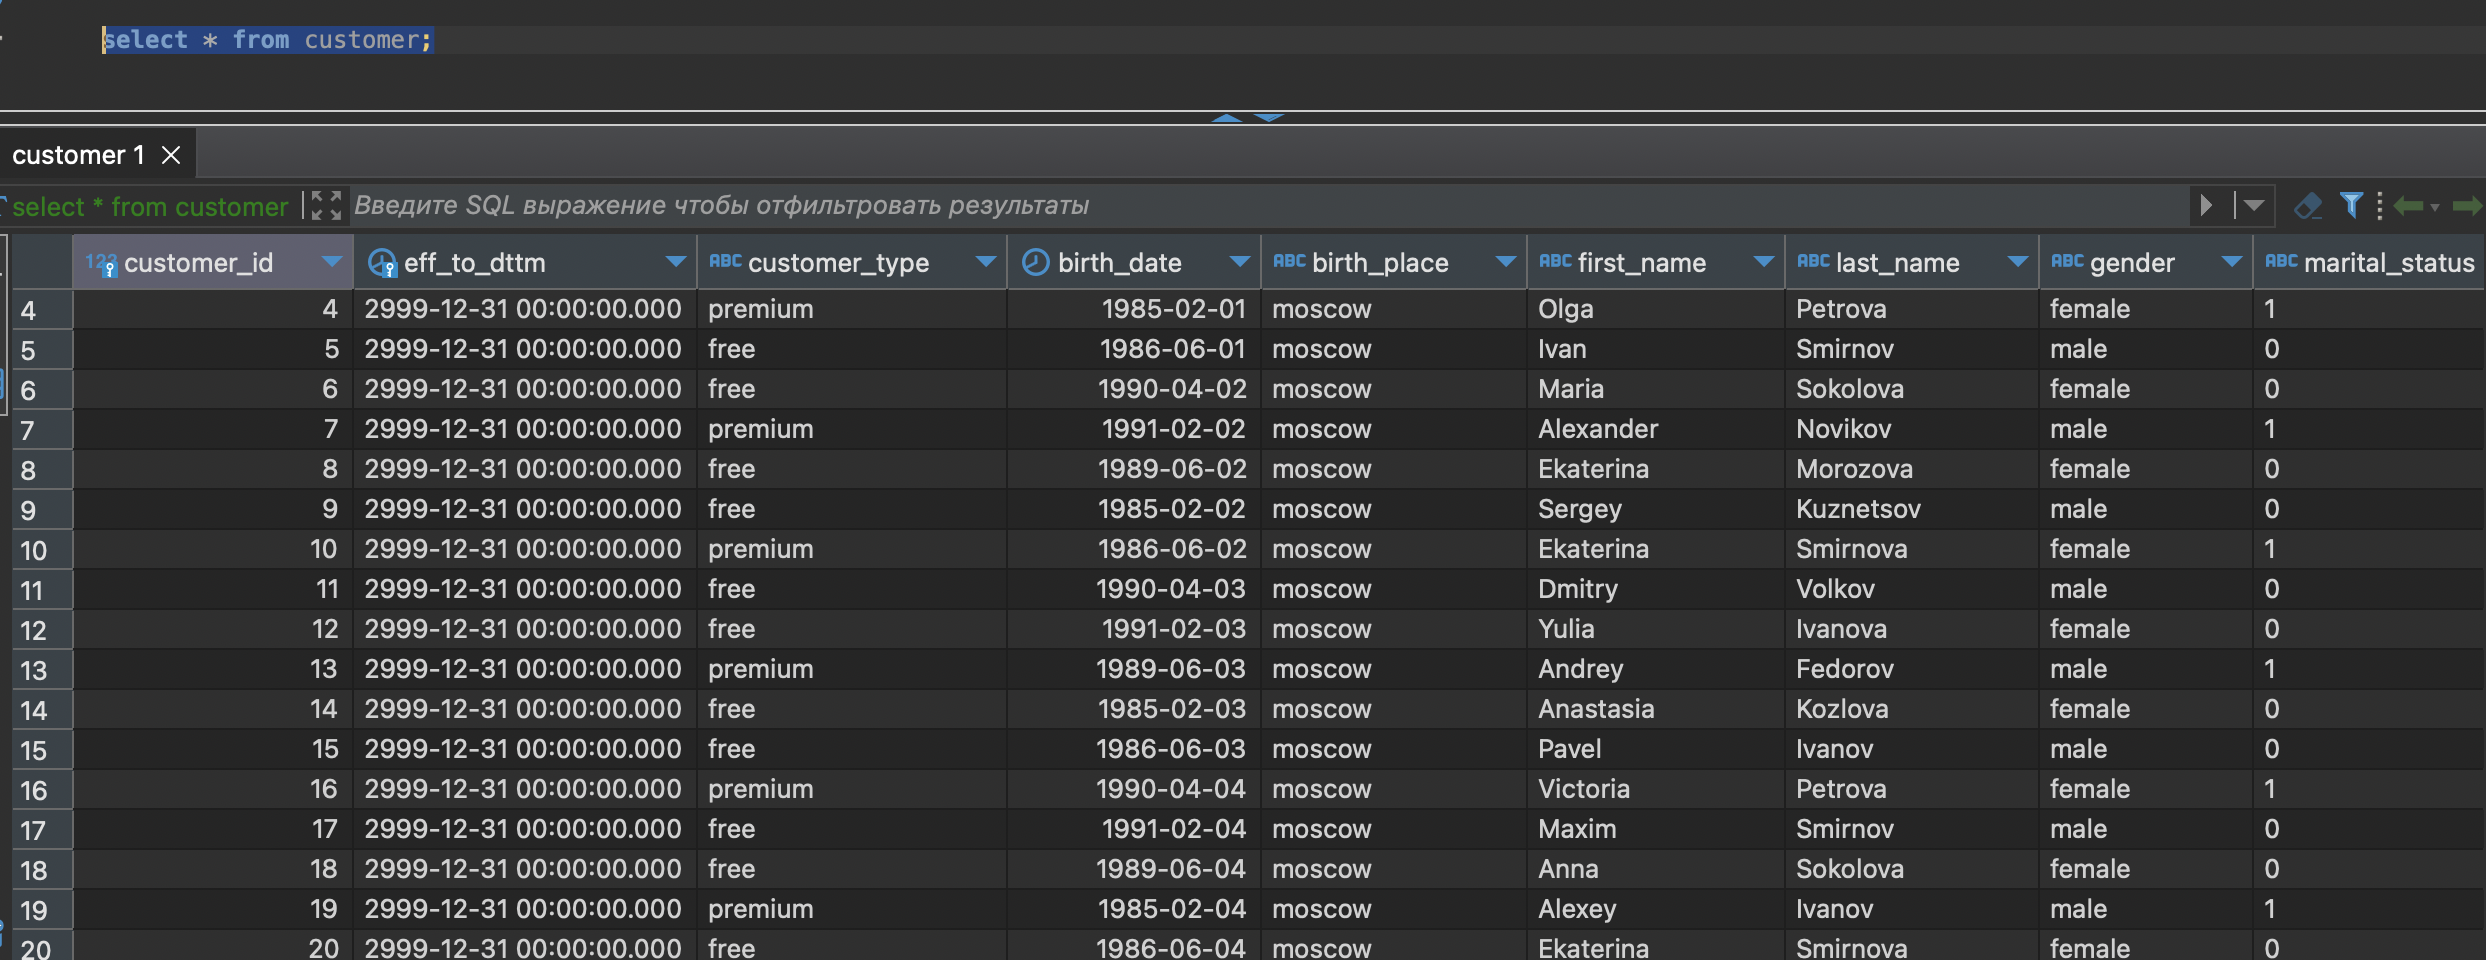 select * from customer;
customer 1
select * from customer Введите SQL выражение чтобы отфильтровать результаты
123 customer_id eff_to_dttm ABC customer_type birth_date ABC birth_place ABC first_name ABC last_name ABC gender ABC marital_status
4 4 2999-12-31 00:00:00.000 premium 1985-02-01 moscow Olga Petrova female 1
5 5 2999-12-31 00:00:00.000 free 1986-06-01 moscow Ivan Smirnov male 0
6 6 2999-12-31 00:00:00.000 free 1990-04-02 moscow Maria Sokolova female 0
7 7 2999-12-31 00:00:00.000 premium 1991-02-02 moscow Alexander Novikov male 1
8 8 2999-12-31 00:00:00.000 free 1989-06-02 moscow Ekaterina Morozova female 0
9 9 2999-12-31 00:00:00.000 free 1985-02-02 moscow Sergey Kuznetsov male 0
10 10 2999-12-31 00:00:00.000 premium 1986-06-02 moscow Ekaterina Smirnova female 1
11 11 2999-12-31 00:00:00.000 free 1990-04-03 moscow Dmitry Volkov male 0
12 12 2999-12-31 00:00:00.000 free 1991-02-03 moscow Yulia Ivanova female 0
13 13 2999-12-31 00:00:00.000 premium 1989-06-03 moscow Andrey Fedorov male 1
14 14 2999-12-31 00:00:00.000 free 1985-02-03 moscow Anastasia Kozlova female 0
15 15 2999-12-31 00:00:00.000 free 1986-06-03 moscow Pavel Ivanov male 0
16 16 2999-12-31 00:00:00.000 premium 1990-04-04 moscow Victoria Petrova female 1
17 17 2999-12-31 00:00:00.000 free 1991-02-04 moscow Maxim Smirnov male 0
18 18 2999-12-31 00:00:00.000 free 1989-06-04 moscow Anna Sokolova female 0
19 19 2999-12-31 00:00:00.000 premium 1985-02-04 moscow Alexey Ivanov male 1
20 20 2999-12-31 00:00:00.000 free 1986-06-04 moscow Ekaterina Smirnova female 0